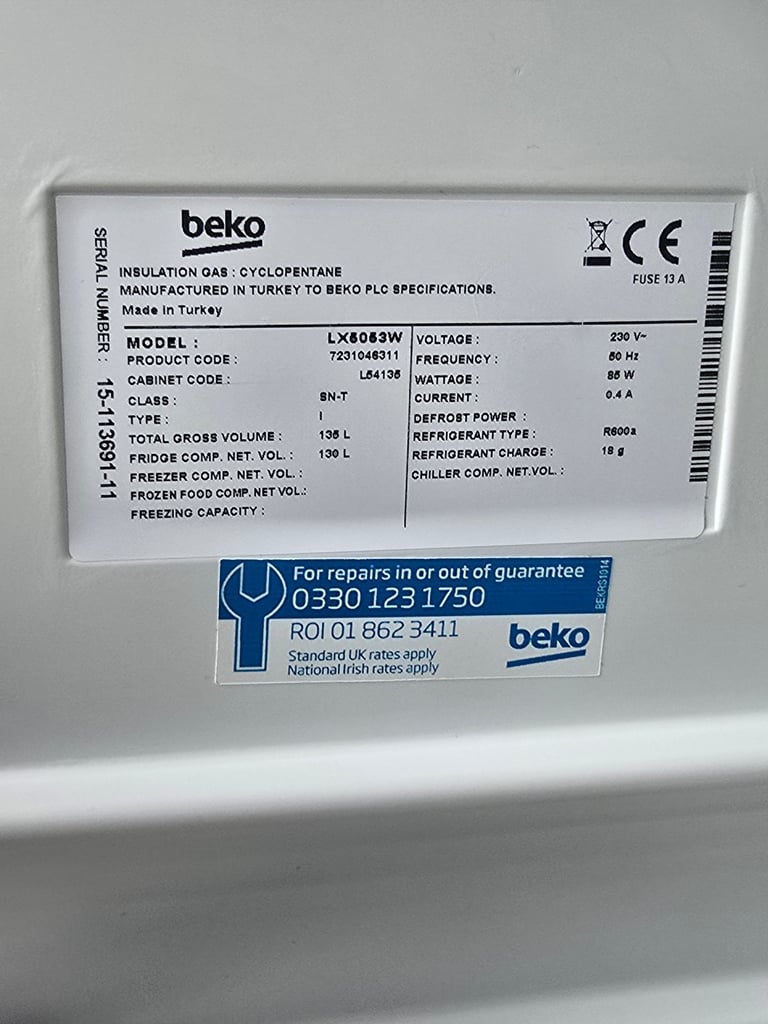 beko
INSULATION GAS : CYCLOPENTANE
MANUFACTURED IN TURKEY TO BEKO PLC SPECIFICATIONS.
Made In Turkey
FUSE 13 A
SERIAL NUMBER : 15-113691-11
MODEL : LX5053W
PRODUCT CODE : 7231046311
CABINET CODE : L54135
CLASS : SN-T
TYPE : I
TOTAL GROSS VOLUME : 135 L
FRIDGE COMP. NET. VOL. : 130 L
FREEZER COMP. NET. VOL. :
FROZEN FOOD COMP. NET VOL.:
FREEZING CAPACITY :
VOLTAGE : 230 V~
FREQUENCY : 50 Hz
WATTAGE : 85 W
CURRENT : 0.4 A
DEFROST POWER :
REFRIGERANT TYPE : R600a
REFRIGERANT CHARGE : 18 g
CHILLER COMP. NET.VOL. :
For repairs in or out of guarantee
0330 123 1750
ROI 01 862 3411
Standard UK rates apply
National Irish rates apply
beko
BEKRS1014